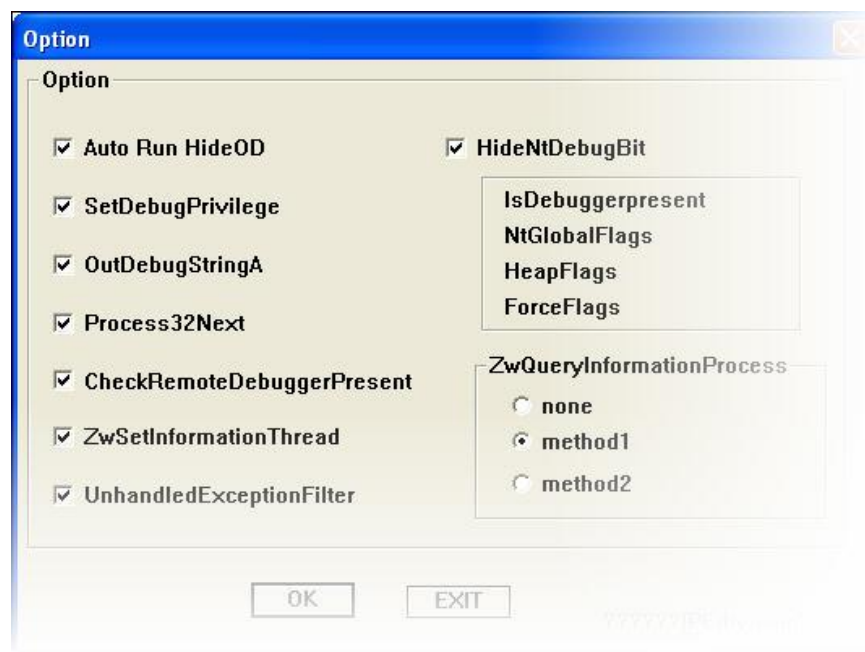 Option
Option
Auto Run HideOD
SetDebugPrivilege
OutDebugStringA
Process32Next
CheckRemoteDebuggerPresent
ZwSetInformationThread
UnhandledExceptionFilter
HideNtDebugBit
IsDebuggerpresent
NtGlobalFlags
HeapFlags
ForceFlags
ZwQueryInformationProcess
none
method1
method2
OK
EXIT